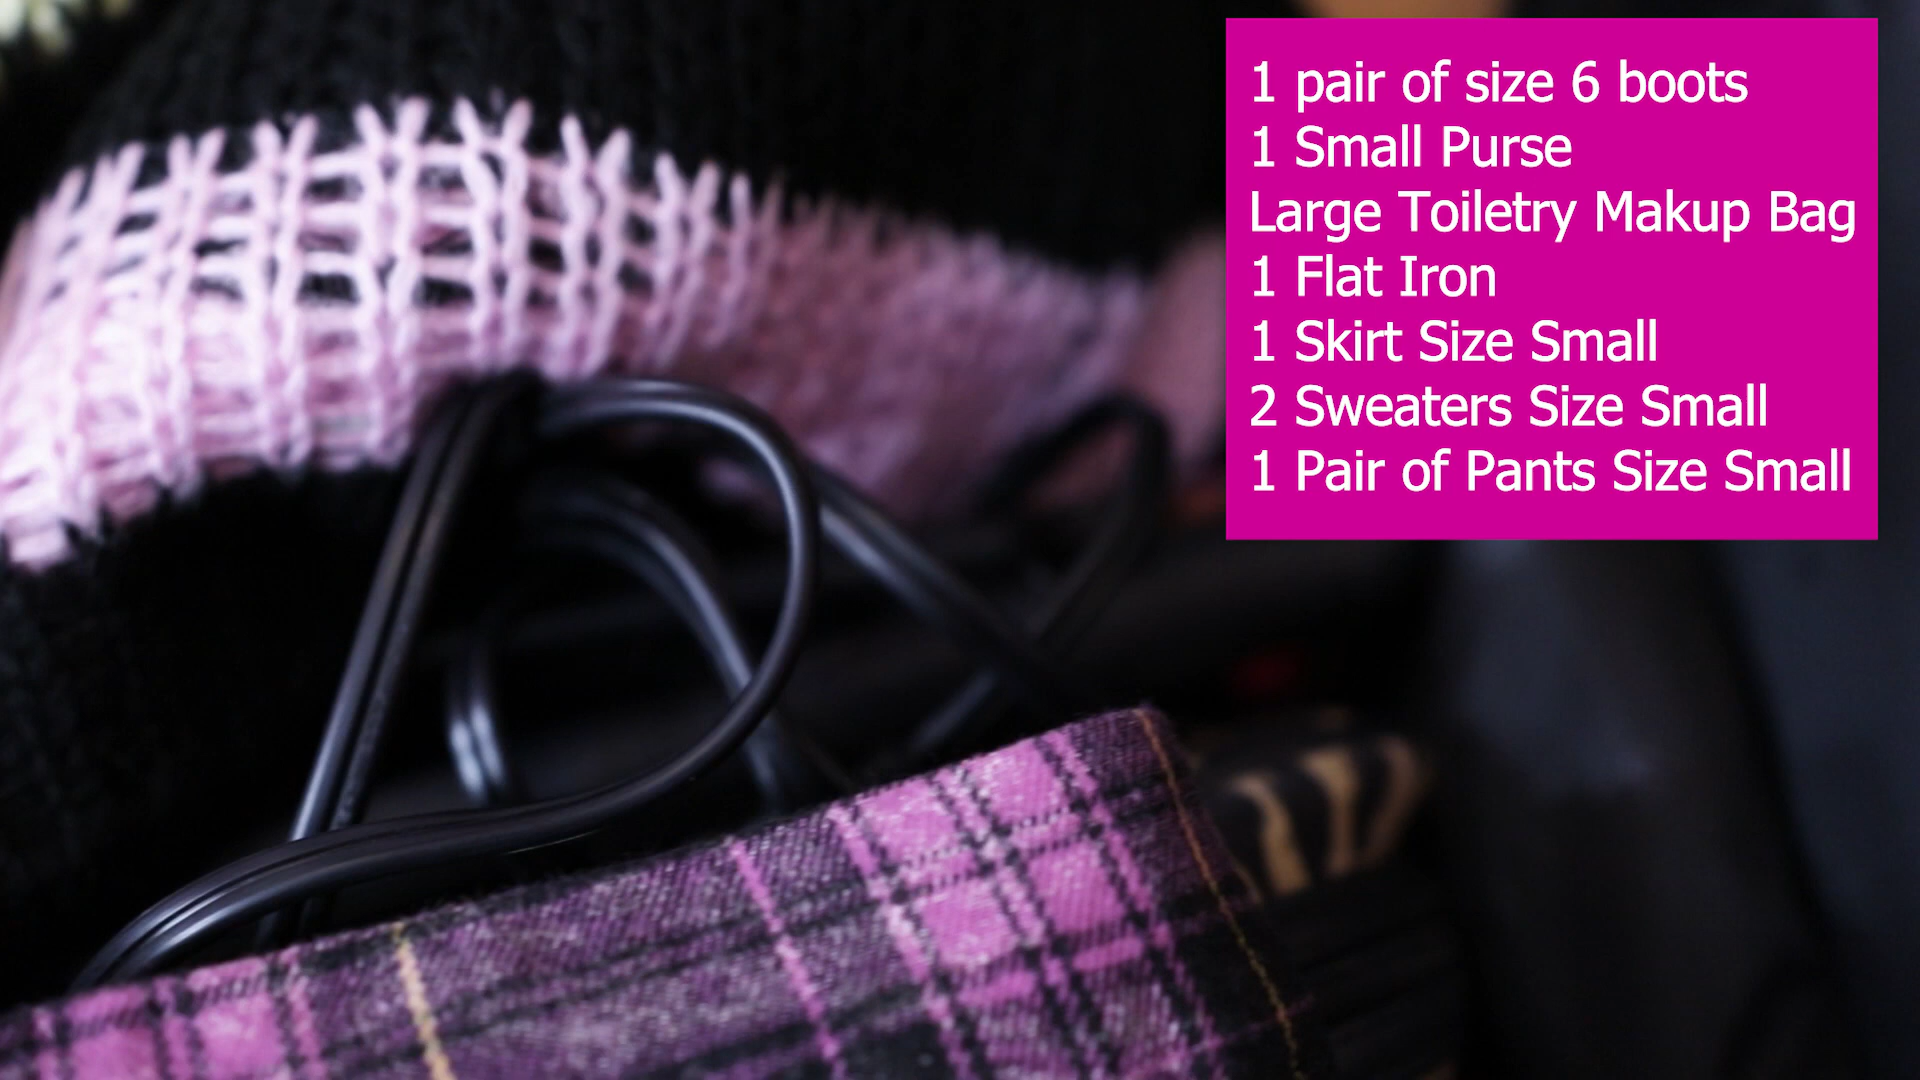 1 pair of size 6 boots
1 Small Purse
Large Toiletry Makup Bag
1 Flat Iron
1 Skirt Size Small
2 Sweaters Size Small
1 Pair of Pants Size Small